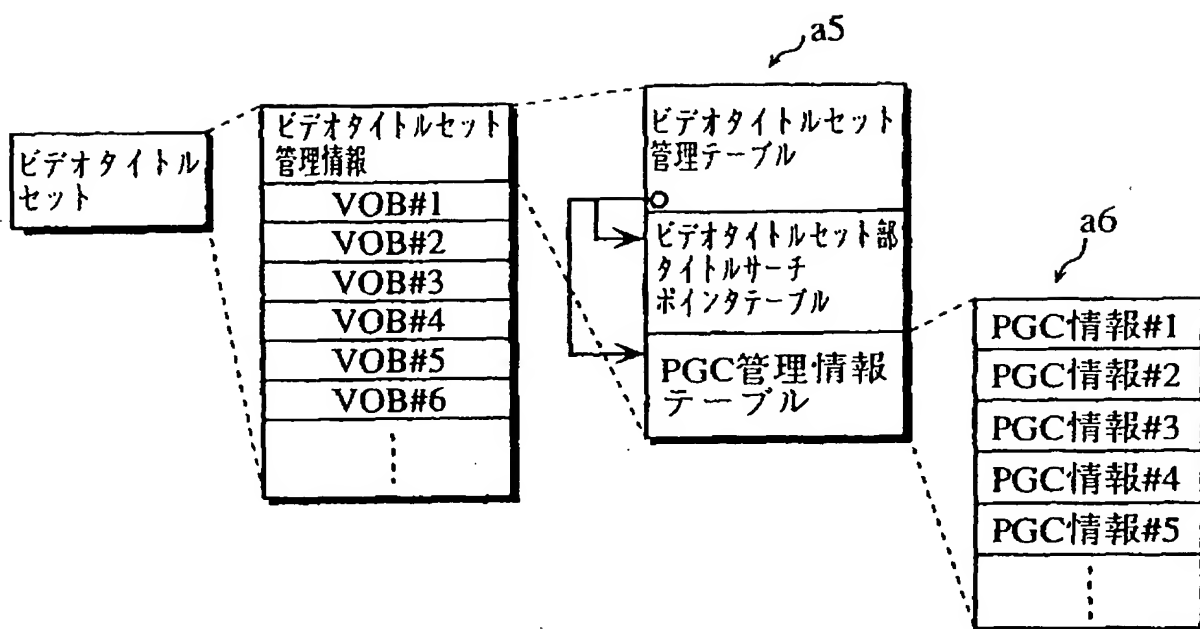 ビデオタイトル
セット
ビデオタイトルセット
管理情報
VOB#1
VOB#2
VOB#3
VOB#4
VOB#5
VOB#6
a5
ビデオタイトルセット
管理テーブル
ビデオタイトルセット部
タイトルサーチ
ポインタテーブル
PGC管理情報
テーブル
a6
PGC情報#1
PGC情報#2
PGC情報#3
PGC情報#4
PGC情報#5